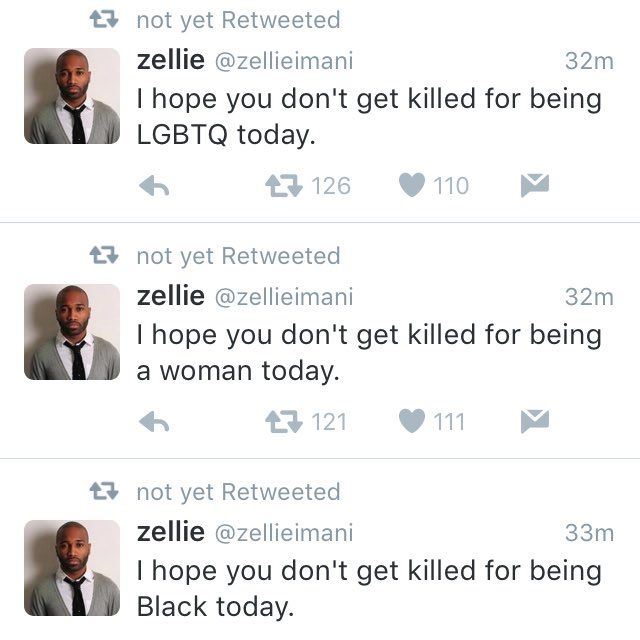 not yet Retweeted
zellie @zellieimani 32m
I hope you don't get killed for being
LGBTQ today.
126 110
not yet Retweeted
zellie @zellieimani 32m
I hope you don't get killed for being
a woman today.
121 111
not yet Retweeted
zellie @zellieimani 33m
I hope you don't get killed for being
Black today.